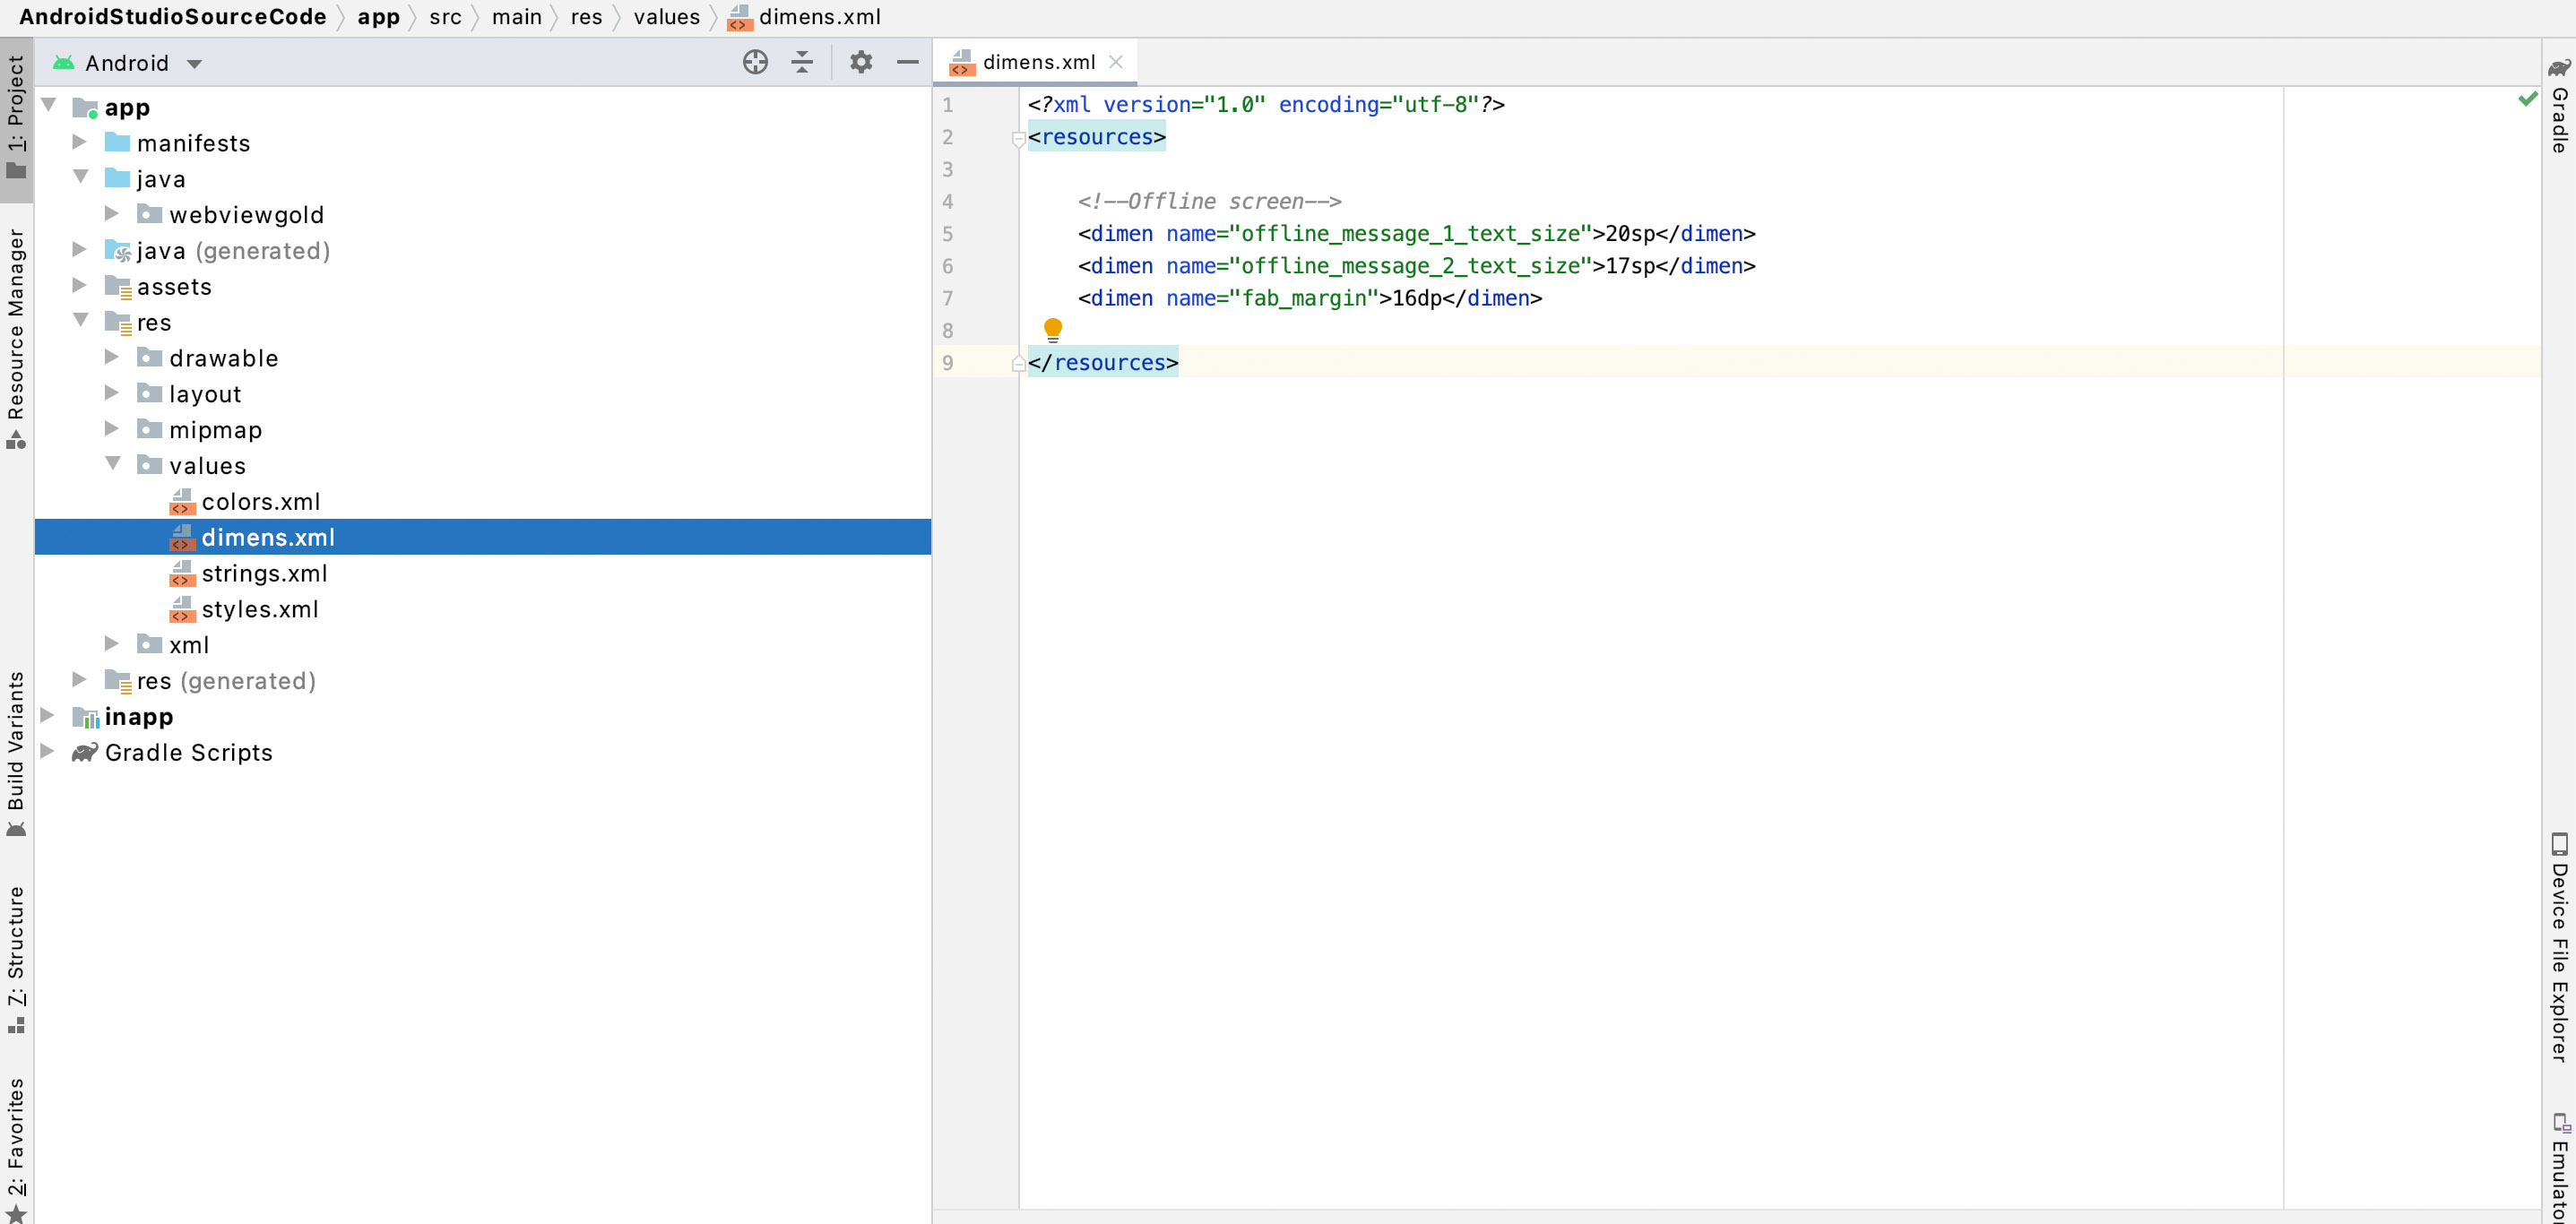 AndroidStudioSourceCode app src main res values dimens.xml
1: Project
Resource Manager
Build Variants
7: Structure
2: Favorites
Android
app
manifests
java
webviewgold
java (generated)
assets
res
drawable
layout
mipmap
values
colors.xml
dimens.xml
strings.xml
styles.xml
xml
res (generated)
inapp
Gradle Scripts
dimens.xml
1 <?xml version="1.0" encoding="utf-8"?>
2 <resources>
3
4 <!--Offline screen-->
5 <dimen name="offline_message_1_text_size">20sp</dimen>
6 <dimen name="offline_message_2_text_size">17sp</dimen>
7 <dimen name="fab_margin">16dp</dimen>
8
9 </resources>
Gradle
Device File Explorer
Emulato